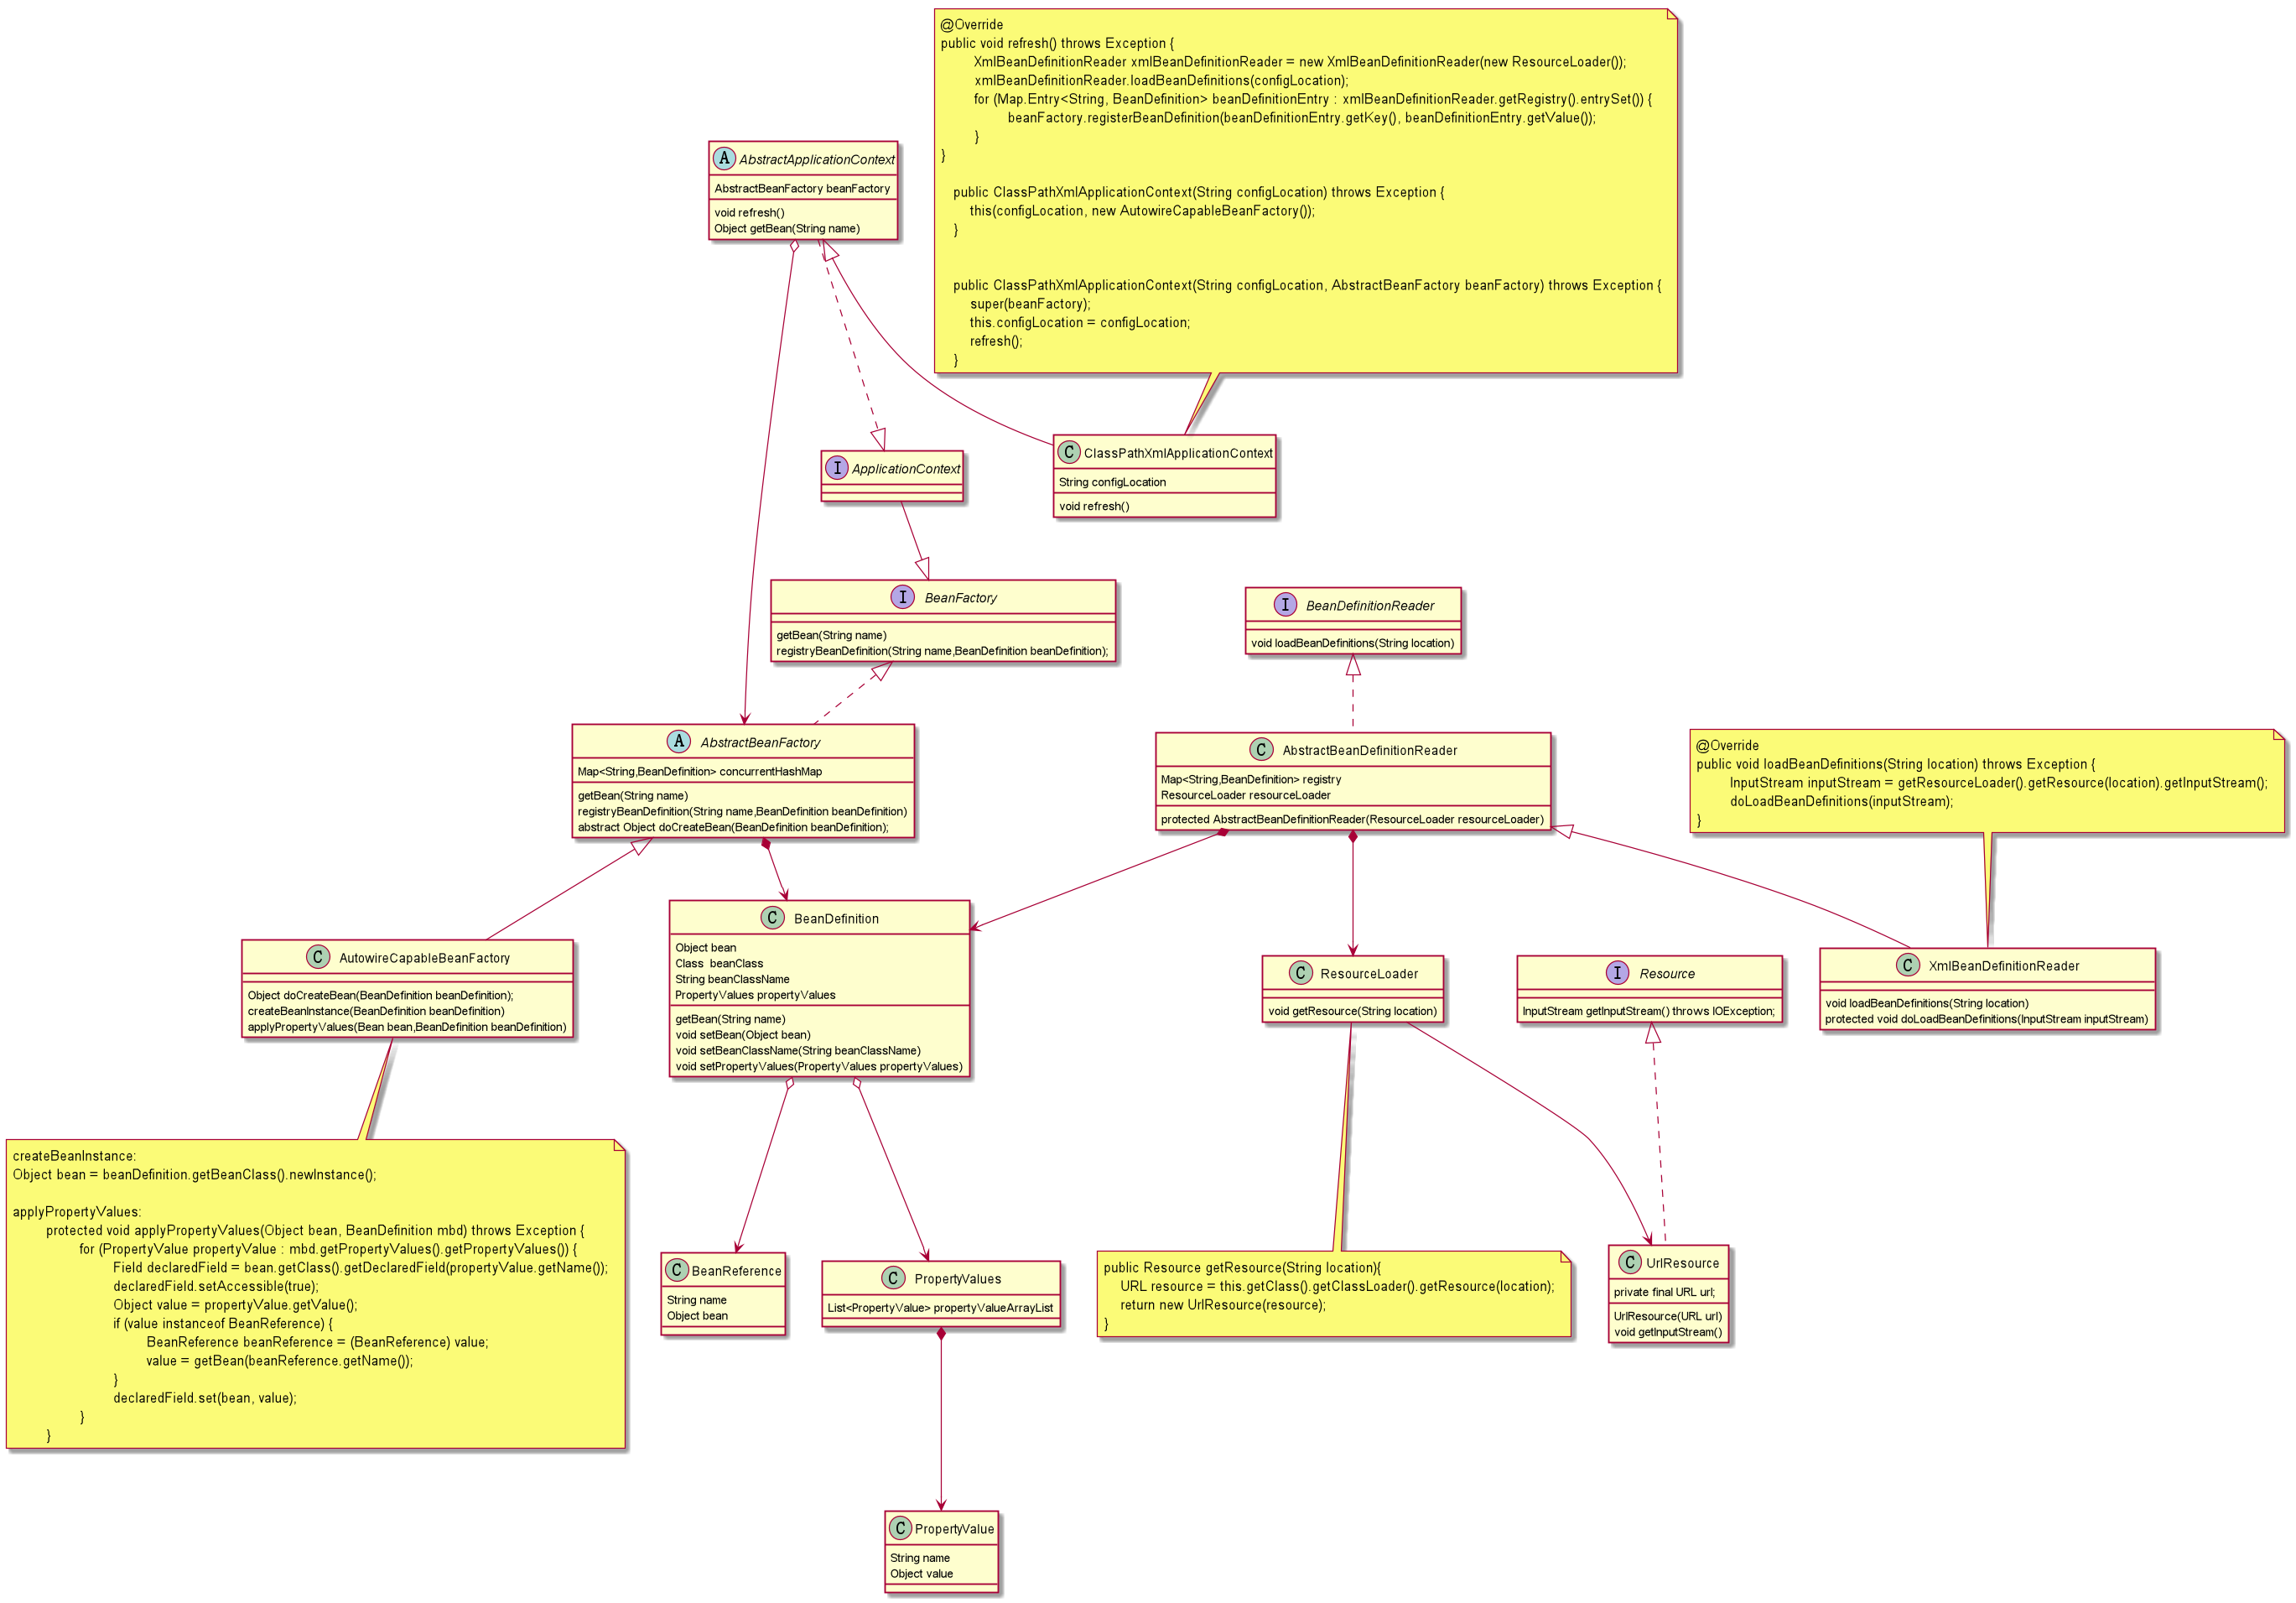 @Override
public void refresh() throws Exception {
XmlBeanDefinitionReader xmlBeanDefinitionReader = new XmlBeanDefinitionReader(new ResourceLoader());
xmlBeanDefinitionReader.loadBeanDefinitions(configLocation);
for (Map.Entry<String, BeanDefinition> beanDefinitionEntry : xmlBeanDefinitionReader.getRegistry().entrySet()) {
beanFactory.registerBeanDefinition(beanDefinitionEntry.getKey(), beanDefinitionEntry.getValue());
}
}
public ClassPathXmlApplicationContext(String configLocation) throws Exception {
this(configLocation, new AutowireCapableBeanFactory());
}
public ClassPathXmlApplicationContext(String configLocation, AbstractBeanFactory beanFactory) throws Exception {
super(beanFactory);
this.configLocation = configLocation;
refresh();
}
A AbstractApplicationContext
AbstractBeanFactory beanFactory
void refresh()
Object getBean(String name)
I ApplicationContext
C ClassPathXmlApplicationContext
String configLocation
void refresh()
I BeanFactory
getBean(String name)
registryBeanDefinition(String name,BeanDefinition beanDefinition);
I BeanDefinitionReader
void loadBeanDefinitions(String location)
A AbstractBeanFactory
Map<String,BeanDefinition> concurrentHashMap
getBean(String name)
registryBeanDefinition(String name,BeanDefinition beanDefinition)
abstract Object doCreateBean(BeanDefinition beanDefinition);
C AbstractBeanDefinitionReader
Map<String,BeanDefinition> registry
ResourceLoader resourceLoader
protected AbstractBeanDefinitionReader(ResourceLoader resourceLoader)
@Override
public void loadBeanDefinitions(String location) throws Exception {
InputStream inputStream = getResourceLoader().getResource(location).getInputStream();
doLoadBeanDefinitions(inputStream);
}
C AutowireCapableBeanFactory
Object doCreateBean(BeanDefinition beanDefinition);
createBeanInstance(BeanDefinition beanDefinition)
applyPropertyValues(Bean bean,BeanDefinition beanDefinition)
C BeanDefinition
Object bean
Class  beanClass
String beanClassName
PropertyValues propertyValues
getBean(String name)
void setBean(Object bean)
void setBeanClassName(String beanClassName)
void setPropertyValues(PropertyValues propertyValues)
C ResourceLoader
void getResource(String location)
I Resource
InputStream getInputStream() throws IOException;
C XmlBeanDefinitionReader
void loadBeanDefinitions(String location)
protected void doLoadBeanDefinitions(InputStream inputStream)
createBeanInstance:
Object bean = beanDefinition.getBeanClass().newInstance();
applyPropertyValues:
protected void applyPropertyValues(Object bean, BeanDefinition mbd) throws Exception {
for (PropertyValue propertyValue : mbd.getPropertyValues().getPropertyValues()) {
Field declaredField = bean.getClass().getDeclaredField(propertyValue.getName());
declaredField.setAccessible(true);
Object value = propertyValue.getValue();
if (value instanceof BeanReference) {
BeanReference beanReference = (BeanReference) value;
value = getBean(beanReference.getName());
}
declaredField.set(bean, value);
}
}
C BeanReference
String name
Object bean
C PropertyValues
List<PropertyValue> propertyValueArrayList
public Resource getResource(String location){
URL resource = this.getClass().getClassLoader().getResource(location);
return new UrlResource(resource);
}
C UrlResource
private final URL url;
UrlResource(URL url)
void getInputStream()
C PropertyValue
String name
Object value